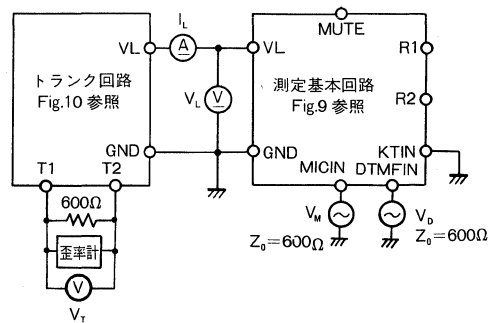 I_L
MUTE
VL
A
VL
R1
トランク回路
Fig.10 参照
V_L
V
測定基本回路
Fig.9 参照
R2
GND
GND
KTIN
T1
T2
MICIN
DTMFIN
600Ω
歪率計
V
V_T
V_M
Z₀=600Ω
V_D
Z₀=600Ω